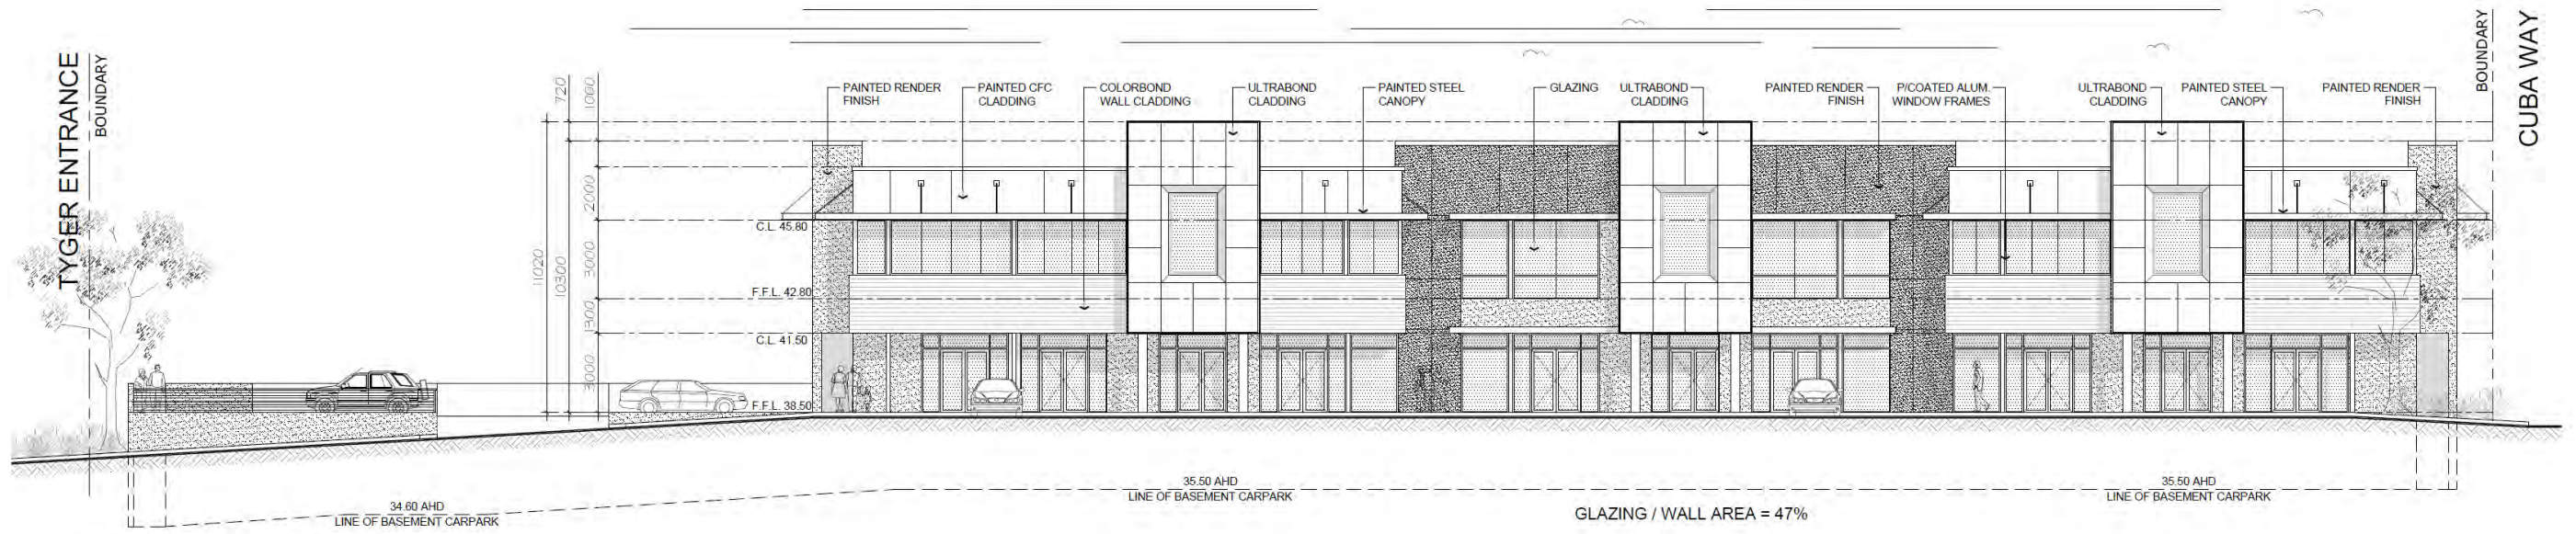 TYGER ENTRANCE
BOUNDARY
11020
720
10300
1000
2000
3000
1300
3000
PAINTED RENDER
FINISH
PAINTED CFC
CLADDING
COLORBOND
WALL CLADDING
ULTRABOND
CLADDING
PAINTED STEEL
CANOPY
GLAZING
ULTRABOND
CLADDING
PAINTED RENDER
FINISH
P/COATED ALUM.
WINDOW FRAMES
ULTRABOND
CLADDING
PAINTED STEEL
CANOPY
PAINTED RENDER
FINISH
BOUNDARY
CUBA WAY
C.L. 45.80
F.F.L. 42.80
C.L. 41.50
F.F.L. 38.50
34.60 AHD
LINE OF BASEMENT CARPARK
35.50 AHD
LINE OF BASEMENT CARPARK
35.50 AHD
LINE OF BASEMENT CARPARK
GLAZING / WALL AREA = 47%